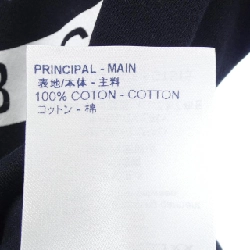 PRINCIPAL - MAIN
表地/本体 - 主料
100% COTON - COTTON
コットン - 棉